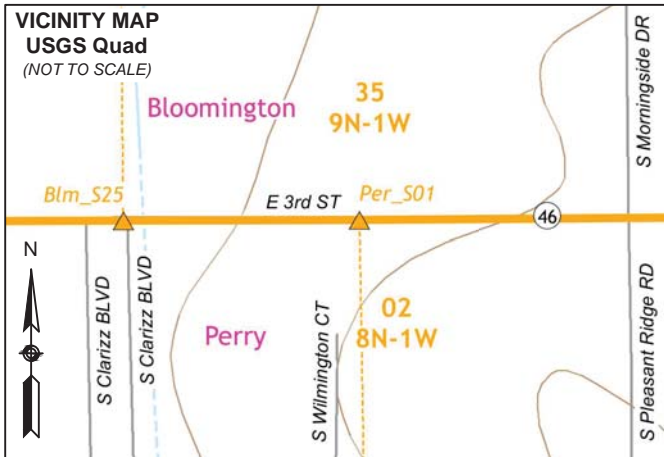 VICINITY MAP
USGS Quad
(NOT TO SCALE)
Bloomington
35
9N-1W
S Morningside DR
Blm_S25
E 3rd ST
Per_S01
46
N
S Clarizz BLVD
S Clarizz BLVD
Perry
S Wilmington CT
02
8N-1W
S Pleasant Ridge RD